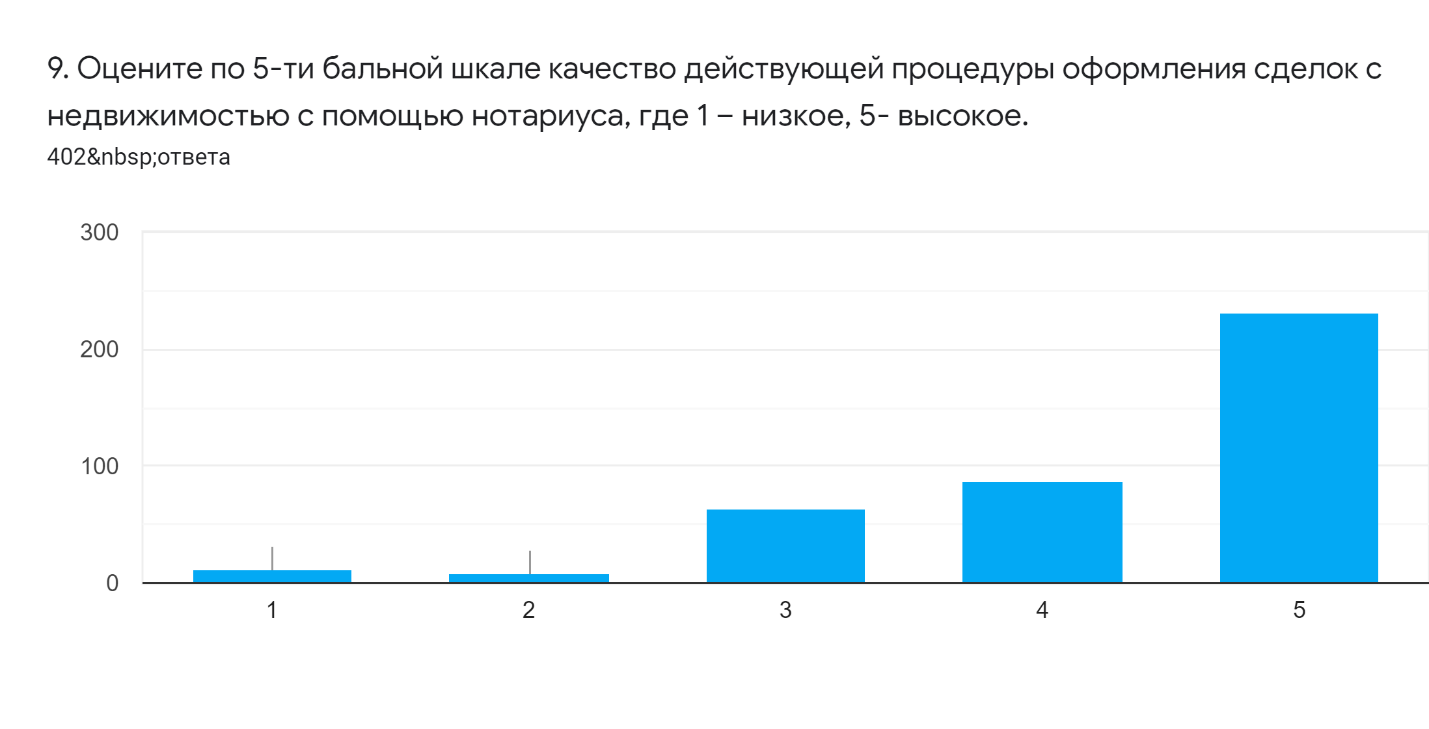 9. Оцените по 5-ти бальной шкале качество действующей процедуры оформления сделок с
недвижимостью с помощью нотариуса, где 1 – низкое, 5- высокое.
402&nbsp;ответа
300
200
100
0
1 2 3 4 5